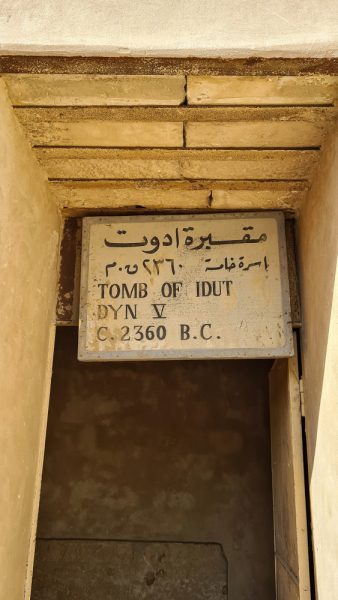 مقبرة ادوت
اسرة خامسة ٢٣٦٠ ق.م
TOMB OF IDUT
DYN V
C.2360 B.C.